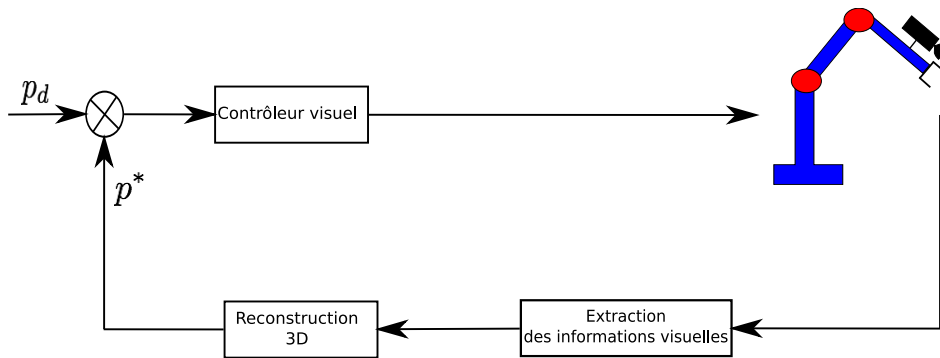 p_d
Contrôleur visuel
p*
Reconstruction
3D
Extraction
des informations visuelles